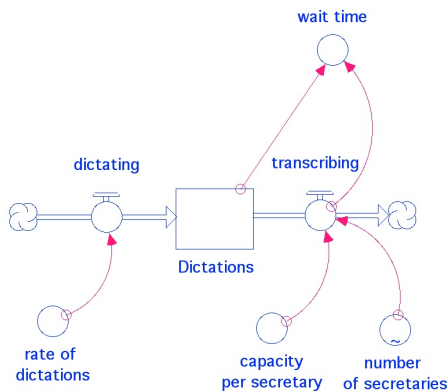 wait time
dictating
transcribing
Dictations
rate of
dictations
capacity
per secretary
number
of secretaries
~